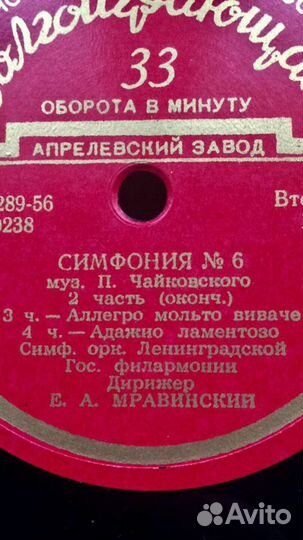 Долгоиграющая
33
ОБОРОТА В МИНУТУ
АПРЕЛЕВСКИЙ ЗАВОД
289-56
0238
СИМФОНИЯ № 6
муз. П. Чайковского
2 часть (оконч.)
3 ч. — Аллегро мольто виваче
4 ч. — Адажио ламентозо
Симф. орк. Ленинградской
Гос. филармонии
Дирижер
Е. А. МРАВИНСКИЙ
Avito